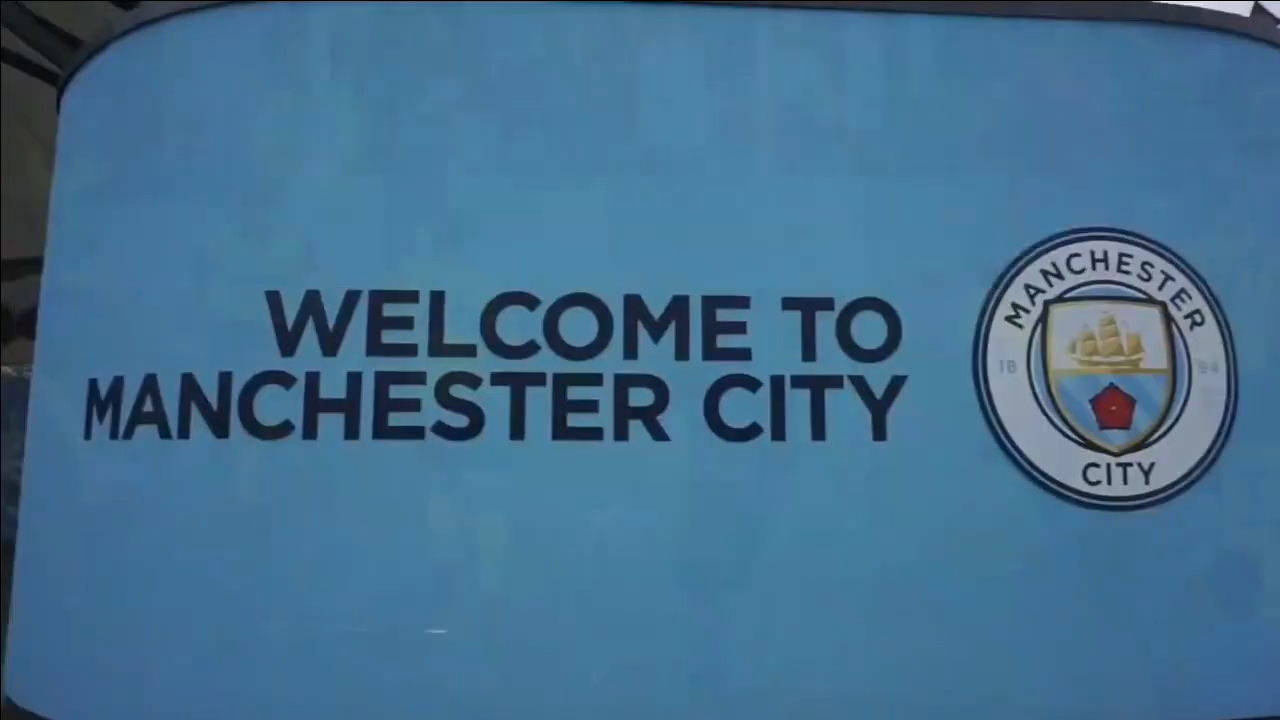 WELCOME TO
MANCHESTER CITY
MANCHESTER
18 94
CITY